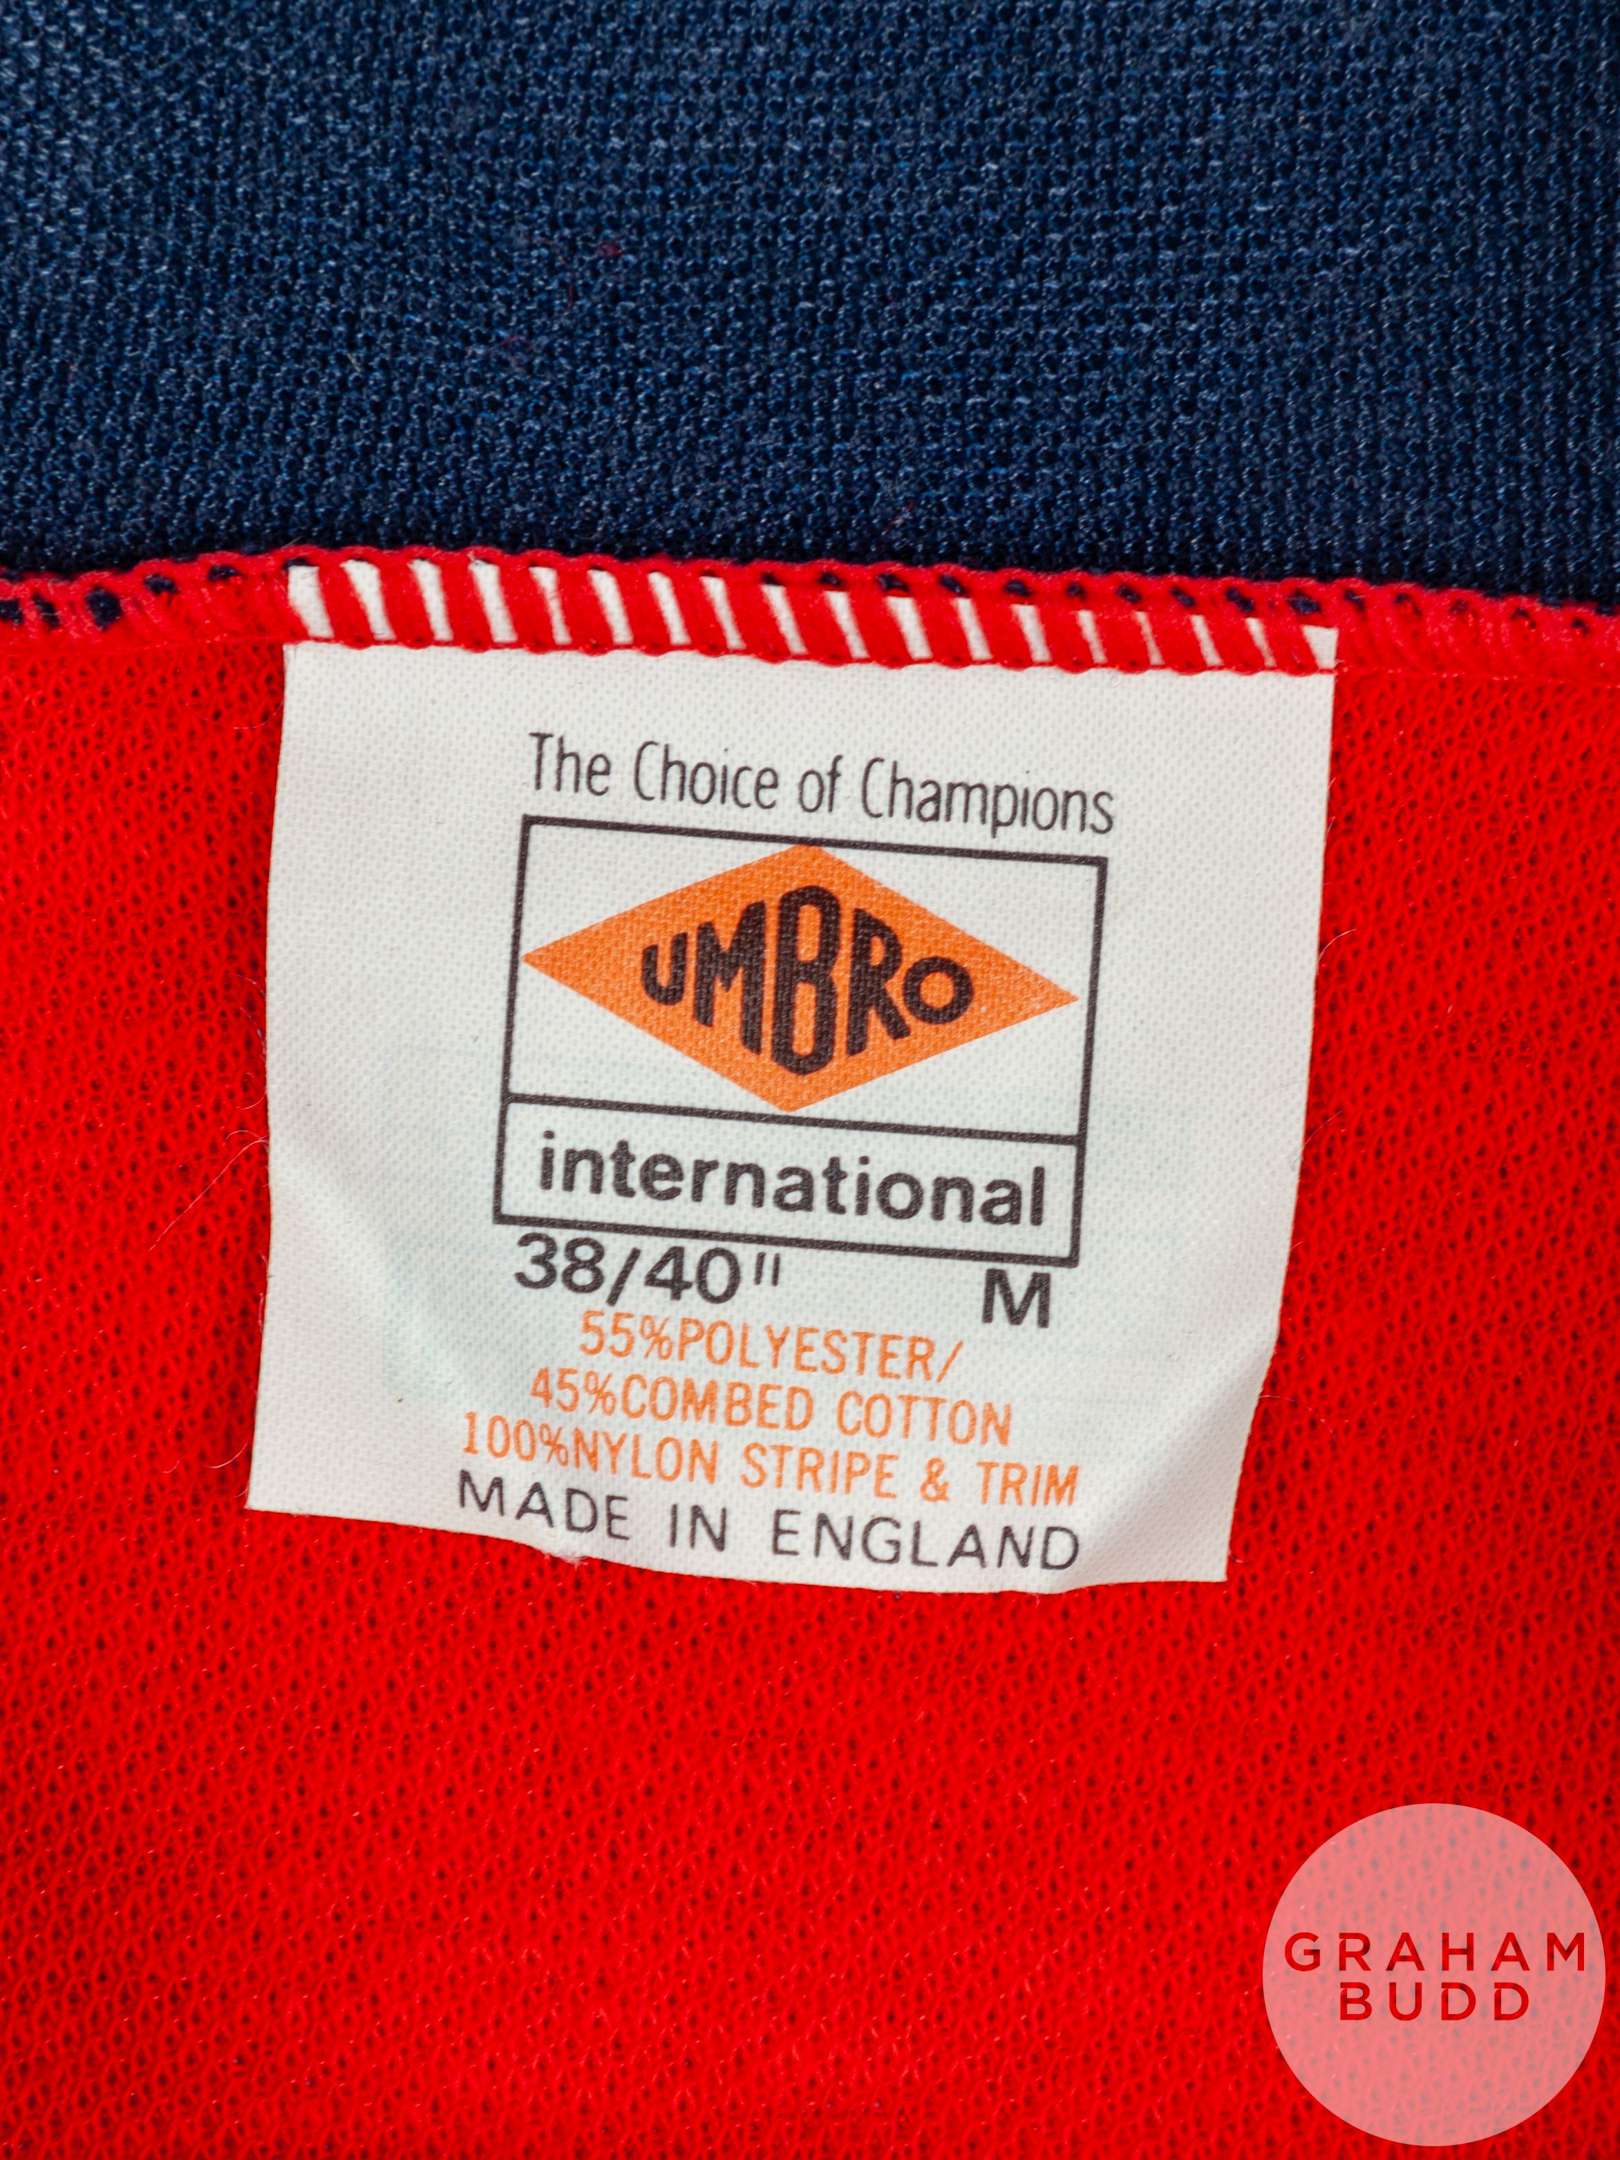 The Choice of Champions
UMBRO
international
38/40" M
55%POLYESTER/
45%COMBED COTTON
100%NYLON STRIPE & TRIM
MADE IN ENGLAND
GRAHAM
BUDD